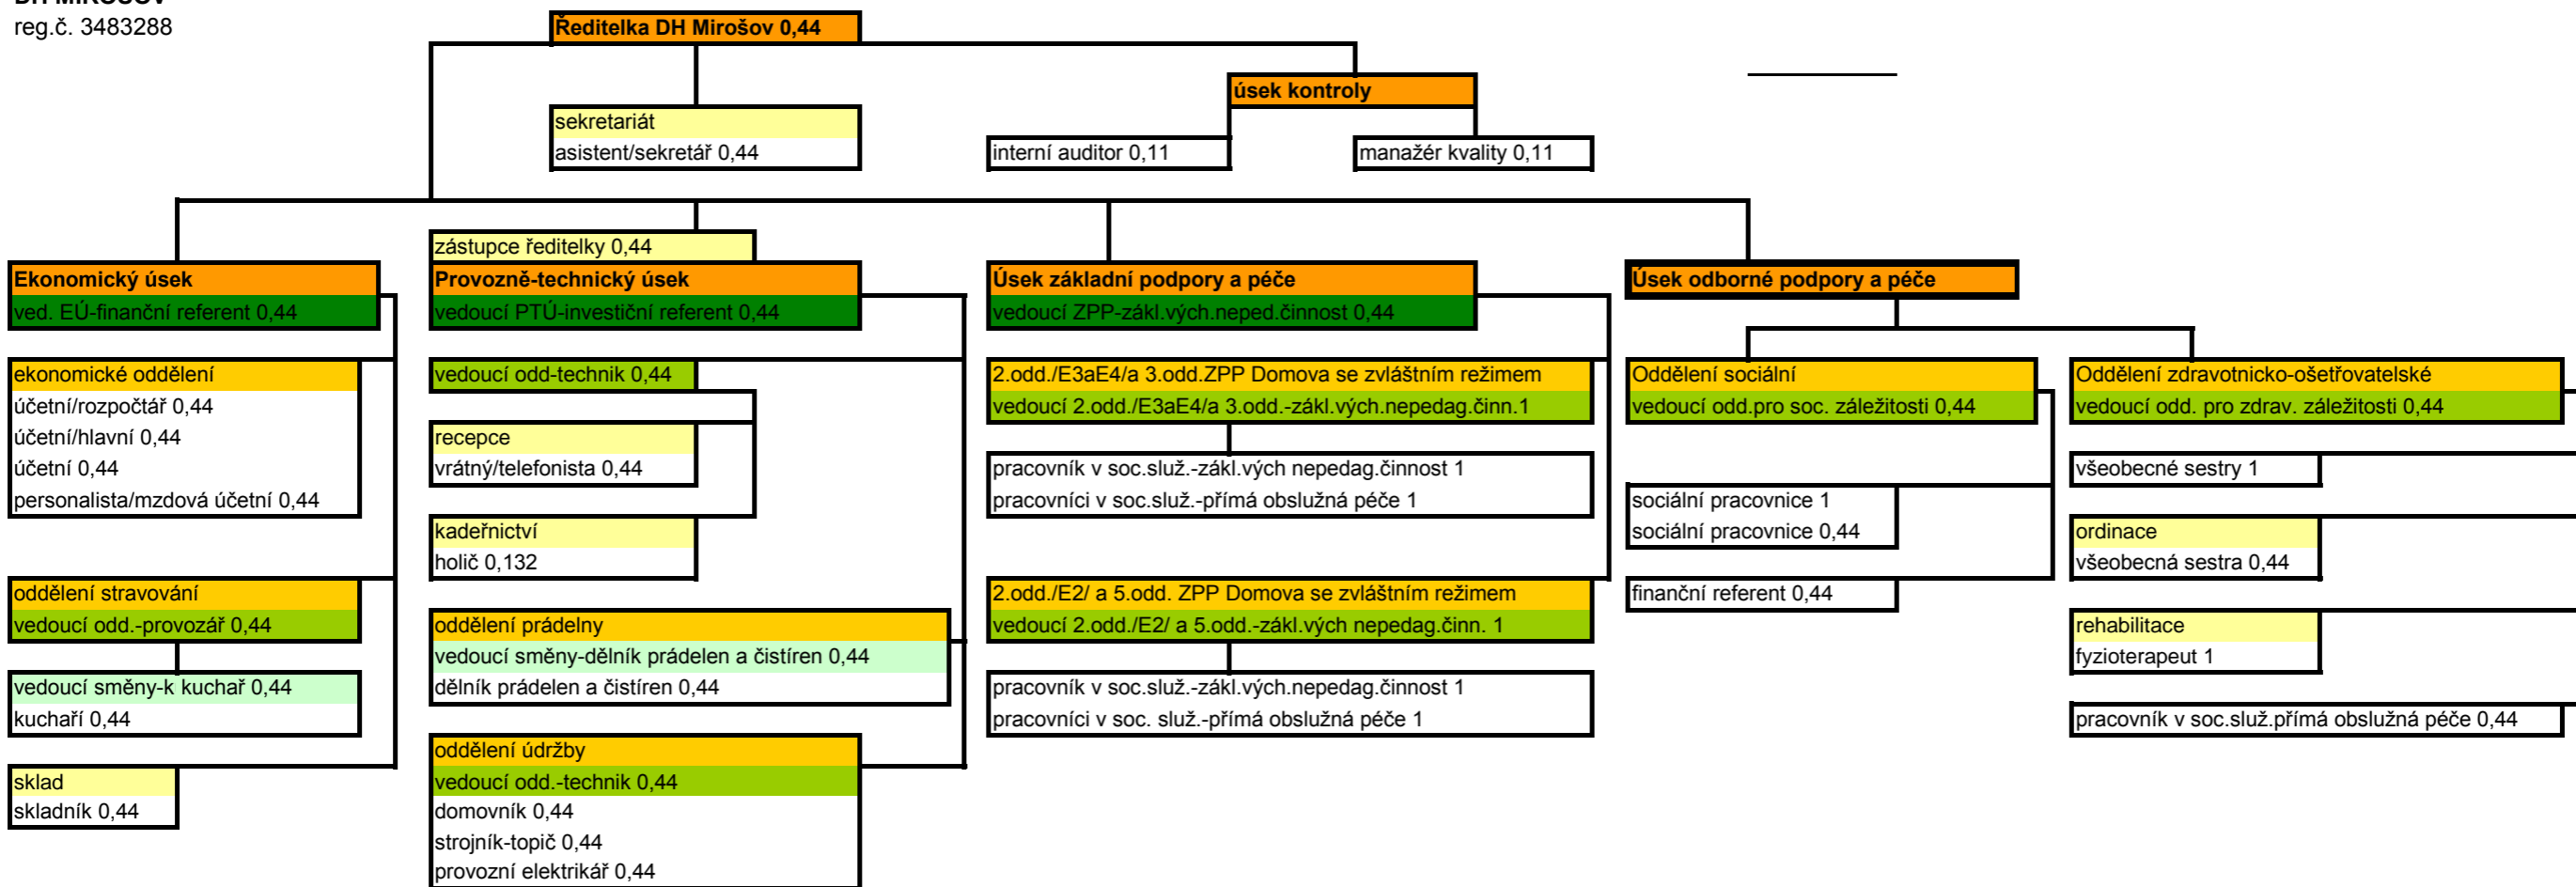 DH MIROŠOV
reg.č. 3483288
Ředitelka DH Mirošov 0,44
úsek kontroly
sekretariát
asistent/sekretář 0,44
interní auditor 0,11
manažér kvality 0,11
zástupce ředitelky 0,44
Ekonomický úsek
ved. EÚ-finanční referent 0,44
ekonomické oddělení
účetní/rozpočtář 0,44
účetní/hlavní 0,44
účetní 0,44
personalista/mzdová účetní 0,44
oddělení stravování
vedoucí odd.-provozář 0,44
vedoucí směny-k kuchař 0,44
kuchaří 0,44
sklad
skladník 0,44
Provozně-technický úsek
vedoucí PTÚ-investiční referent 0,44
vedoucí odd-technik 0,44
recepce
vrátný/telefonista 0,44
kadeřnictví
holič 0,132
oddělení prádelny
vedoucí směny-dělník prádelen a čistíren 0,44
dělník prádelen a čistíren 0,44
oddělení údržby
vedoucí odd.-technik 0,44
domovník 0,44
strojník-topič 0,44
provozní elektrikář 0,44
Úsek základní podpory a péče
vedoucí ZPP-zákl.vých.neped.činnost 0,44
2.odd./E3aE4/a 3.odd.ZPP Domova se zvláštním režimem
vedoucí 2.odd./E3aE4/a 3.odd.-zákl.vých.nepedag.činn.1
pracovník v soc.služ.-zákl.vých nepedag.činnost 1
pracovníci v soc.služ.-přímá obslužná péče 1
2.odd./E2/ a 5.odd. ZPP Domova se zvláštním režimem
vedoucí 2.odd./E2/ a 5.odd.-zákl.vých nepedag.činn. 1
pracovník v soc.služ.-zákl.vých.nepedag.činnost 1
pracovníci v soc. služ.-přímá obslužná péče 1
Úsek odborné podpory a péče
Oddělení sociální
vedoucí odd.pro soc. záležitosti 0,44
sociální pracovnice 1
sociální pracovnice 0,44
finanční referent 0,44
Oddělení zdravotnicko-ošetřovatelské
vedoucí odd. pro zdrav. záležitosti 0,44
všeobecné sestry 1
ordinace
všeobecná sestra 0,44
rehabilitace
fyzioterapeut 1
pracovník v soc.služ.přímá obslužná péče 0,44